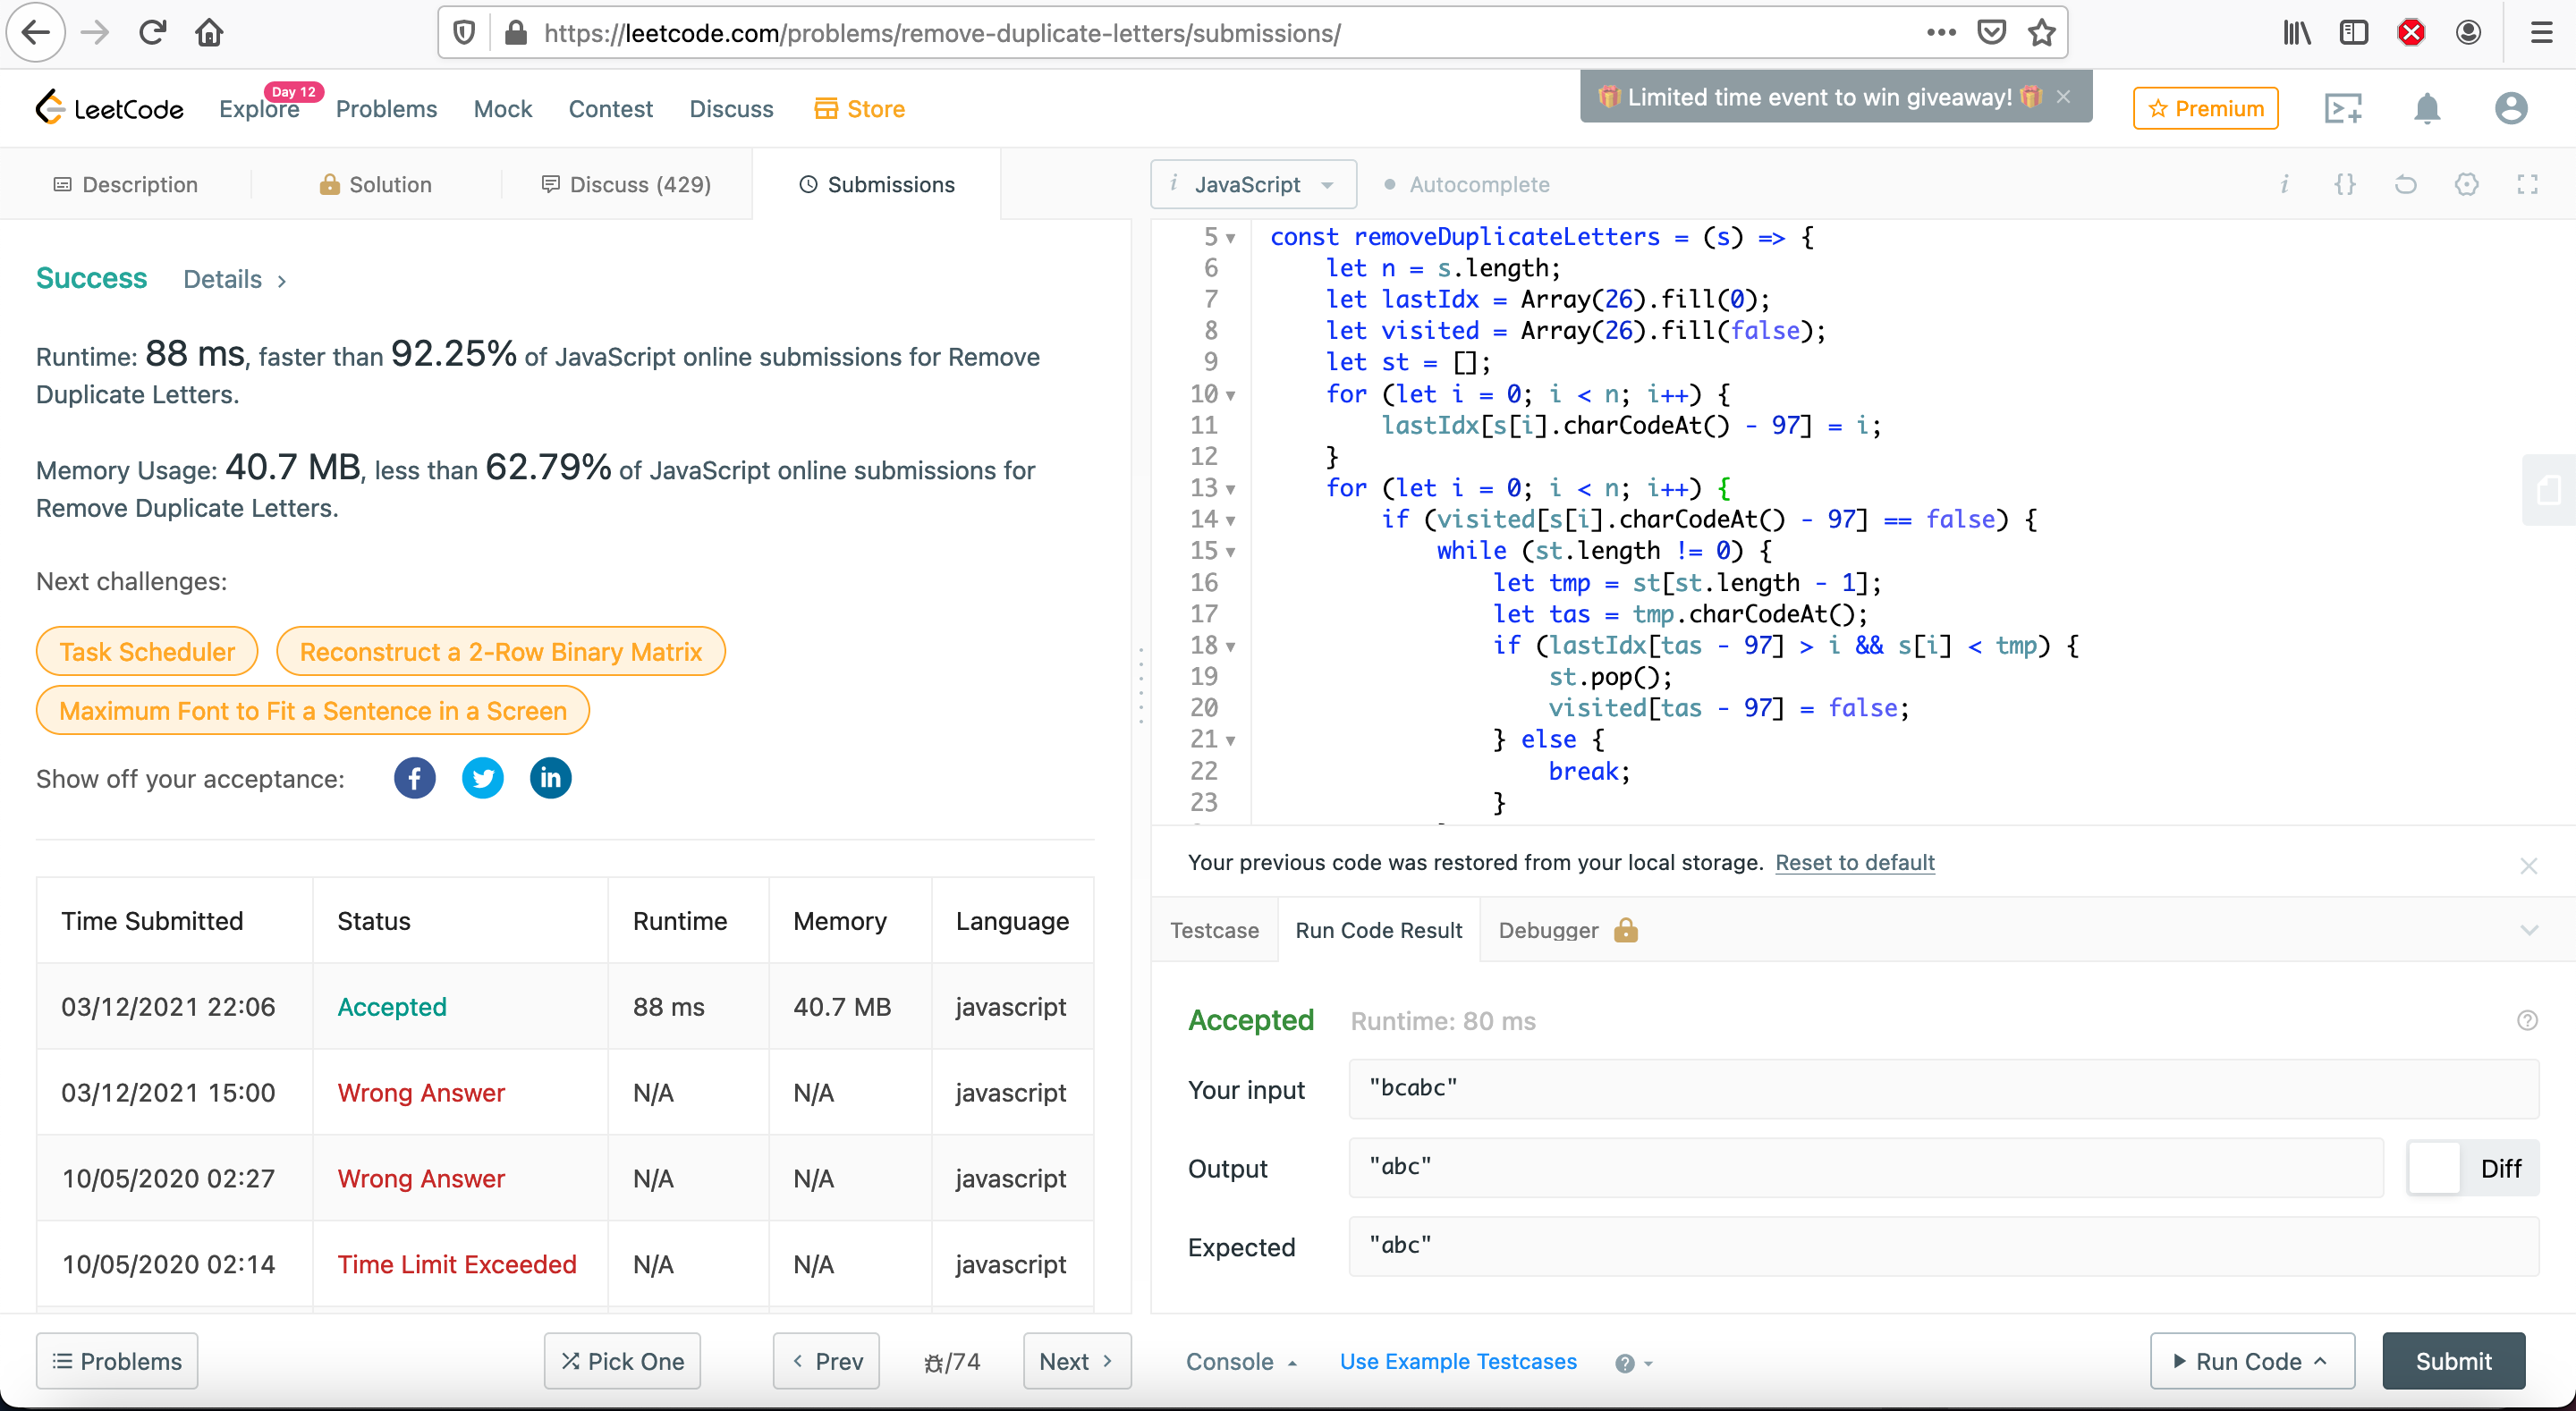 https://leetcode.com/problems/remove-duplicate-letters/submissions/
LeetCode
Explore
Day 12
Problems
Mock
Contest
Discuss
Store
🎁 Limited time event to win giveaway! 🎁
Premium
Description
Solution
Discuss (429)
Submissions
Success
Details
Runtime: 88 ms, faster than 92.25% of JavaScript online submissions for Remove
Duplicate Letters.
Memory Usage: 40.7 MB, less than 62.79% of JavaScript online submissions for
Remove Duplicate Letters.
Next challenges:
Task Scheduler
Reconstruct a 2-Row Binary Matrix
Maximum Font to Fit a Sentence in a Screen
Show off your acceptance:
Time Submitted Status Runtime Memory Language
03/12/2021 22:06 Accepted 88 ms 40.7 MB javascript
03/12/2021 15:00 Wrong Answer N/A N/A javascript
10/05/2020 02:27 Wrong Answer N/A N/A javascript
10/05/2020 02:14 Time Limit Exceeded N/A N/A javascript
Problems
Pick One
Prev
/74
Next
i JavaScript
Autocomplete
5 const removeDuplicateLetters = (s) => {
6 let n = s.length;
7 let lastIdx = Array(26).fill(0);
8 let visited = Array(26).fill(false);
9 let st = [];
10 for (let i = 0; i < n; i++) {
11 lastIdx[s[i].charCodeAt() - 97] = i;
12 }
13 for (let i = 0; i < n; i++) {
14 if (visited[s[i].charCodeAt() - 97] == false) {
15 while (st.length != 0) {
16 let tmp = st[st.length - 1];
17 let tas = tmp.charCodeAt();
18 if (lastIdx[tas - 97] > i && s[i] < tmp) {
19 st.pop();
20 visited[tas - 97] = false;
21 } else {
22 break;
23 }
Your previous code was restored from your local storage. Reset to default
Testcase
Run Code Result
Debugger
Accepted Runtime: 80 ms
Your input "bcabc"
Output "abc"
Diff
Expected "abc"
Console
Use Example Testcases
Run Code
Submit